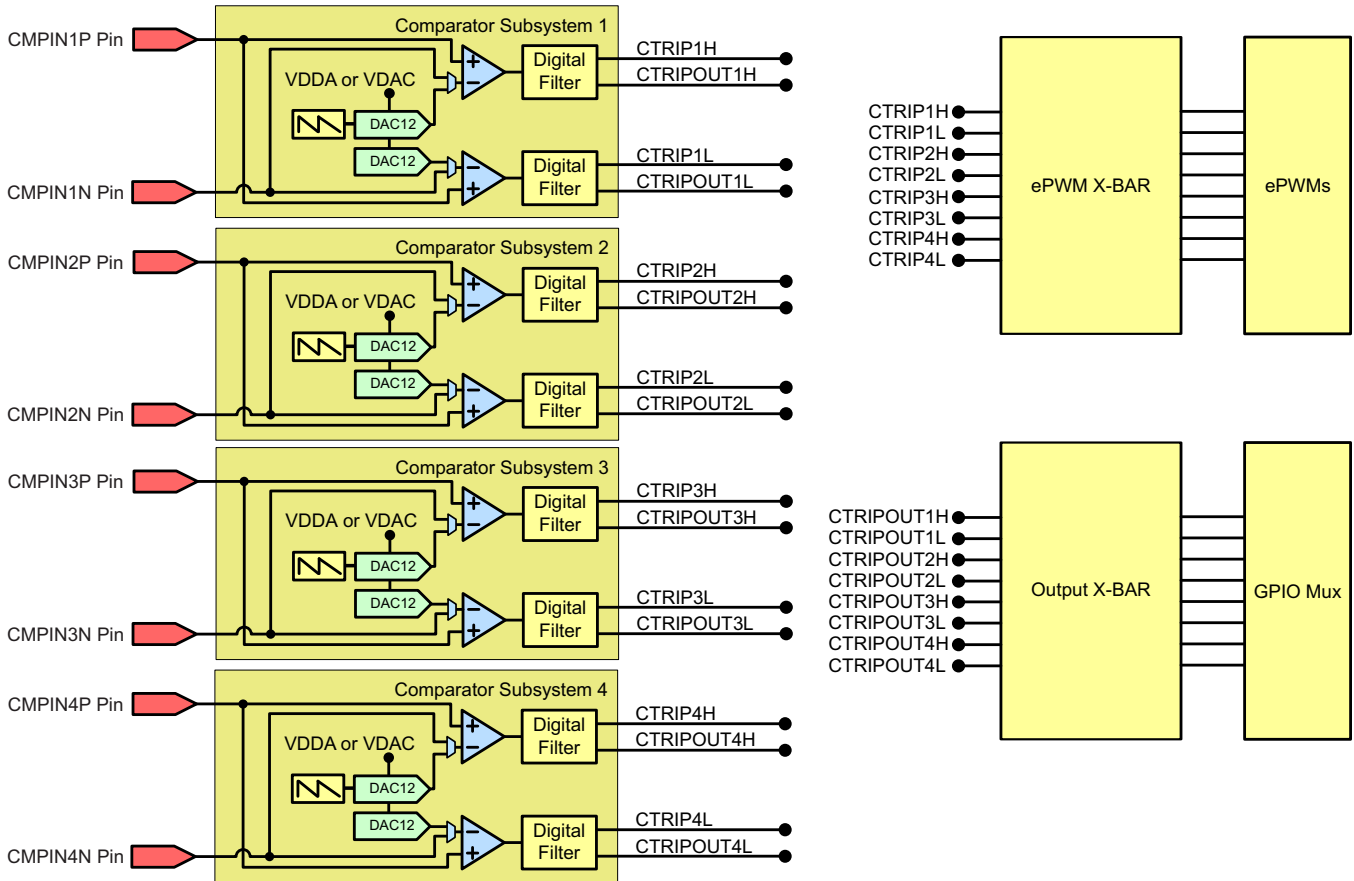 Comparator Subsystem 1
CMPIN1P Pin
VDDA or VDAC
DAC12
DAC12
+
−
Digital
Filter
CTRIP1H
CTRIPOUT1H
−
+
Digital
Filter
CTRIP1L
CTRIPOUT1L
CMPIN1N Pin
Comparator Subsystem 2
CMPIN2P Pin
VDDA or VDAC
DAC12
DAC12
+
−
Digital
Filter
CTRIP2H
CTRIPOUT2H
−
+
Digital
Filter
CTRIP2L
CTRIPOUT2L
CMPIN2N Pin
Comparator Subsystem 3
CMPIN3P Pin
VDDA or VDAC
DAC12
DAC12
+
−
Digital
Filter
CTRIP3H
CTRIPOUT3H
−
+
Digital
Filter
CTRIP3L
CTRIPOUT3L
CMPIN3N Pin
Comparator Subsystem 4
CMPIN4P Pin
VDDA or VDAC
DAC12
DAC12
+
−
Digital
Filter
CTRIP4H
CTRIPOUT4H
−
+
Digital
Filter
CTRIP4L
CTRIPOUT4L
CMPIN4N Pin
CTRIP1H
CTRIP1L
CTRIP2H
CTRIP2L
CTRIP3H
CTRIP3L
CTRIP4H
CTRIP4L
ePWM X-BAR
ePWMs
CTRIPOUT1H
CTRIPOUT1L
CTRIPOUT2H
CTRIPOUT2L
CTRIPOUT3H
CTRIPOUT3L
CTRIPOUT4H
CTRIPOUT4L
Output X-BAR
GPIO Mux